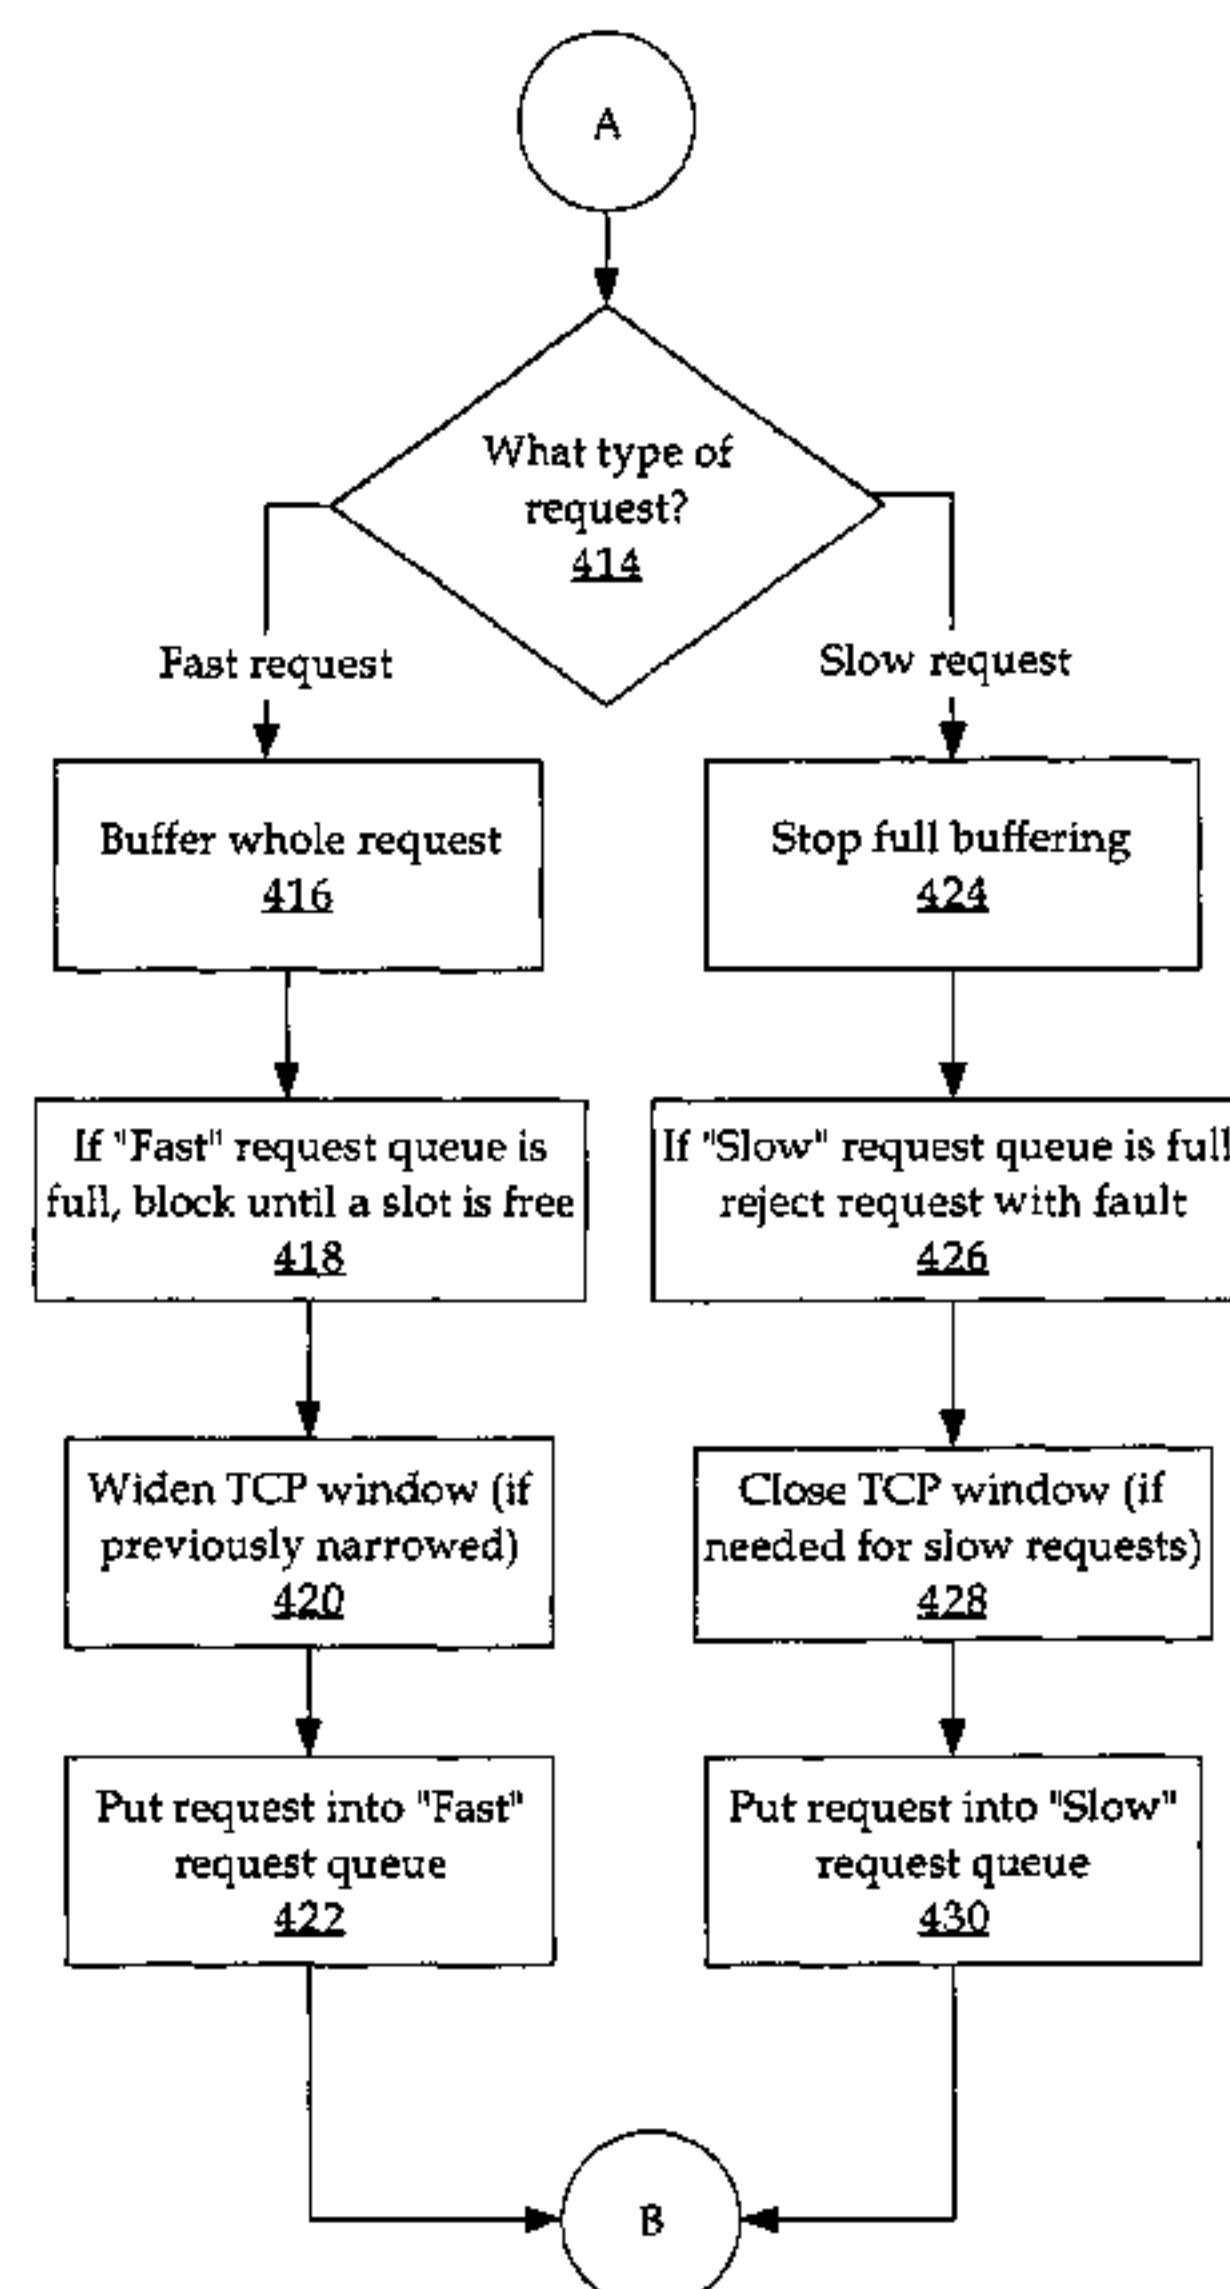 A
What type of
request?
414
Fast request
Slow request
Buffer whole request
416
Stop full buffering
424
If "Fast" request queue is
full, block until a slot is free
418
If "Slow" request queue is full
reject request with fault
426
Widen TCP window (if
previously narrowed)
420
Close TCP window (if
needed for slow requests)
428
Put request into "Fast"
request queue
422
Put request into "Slow"
request queue
430
B